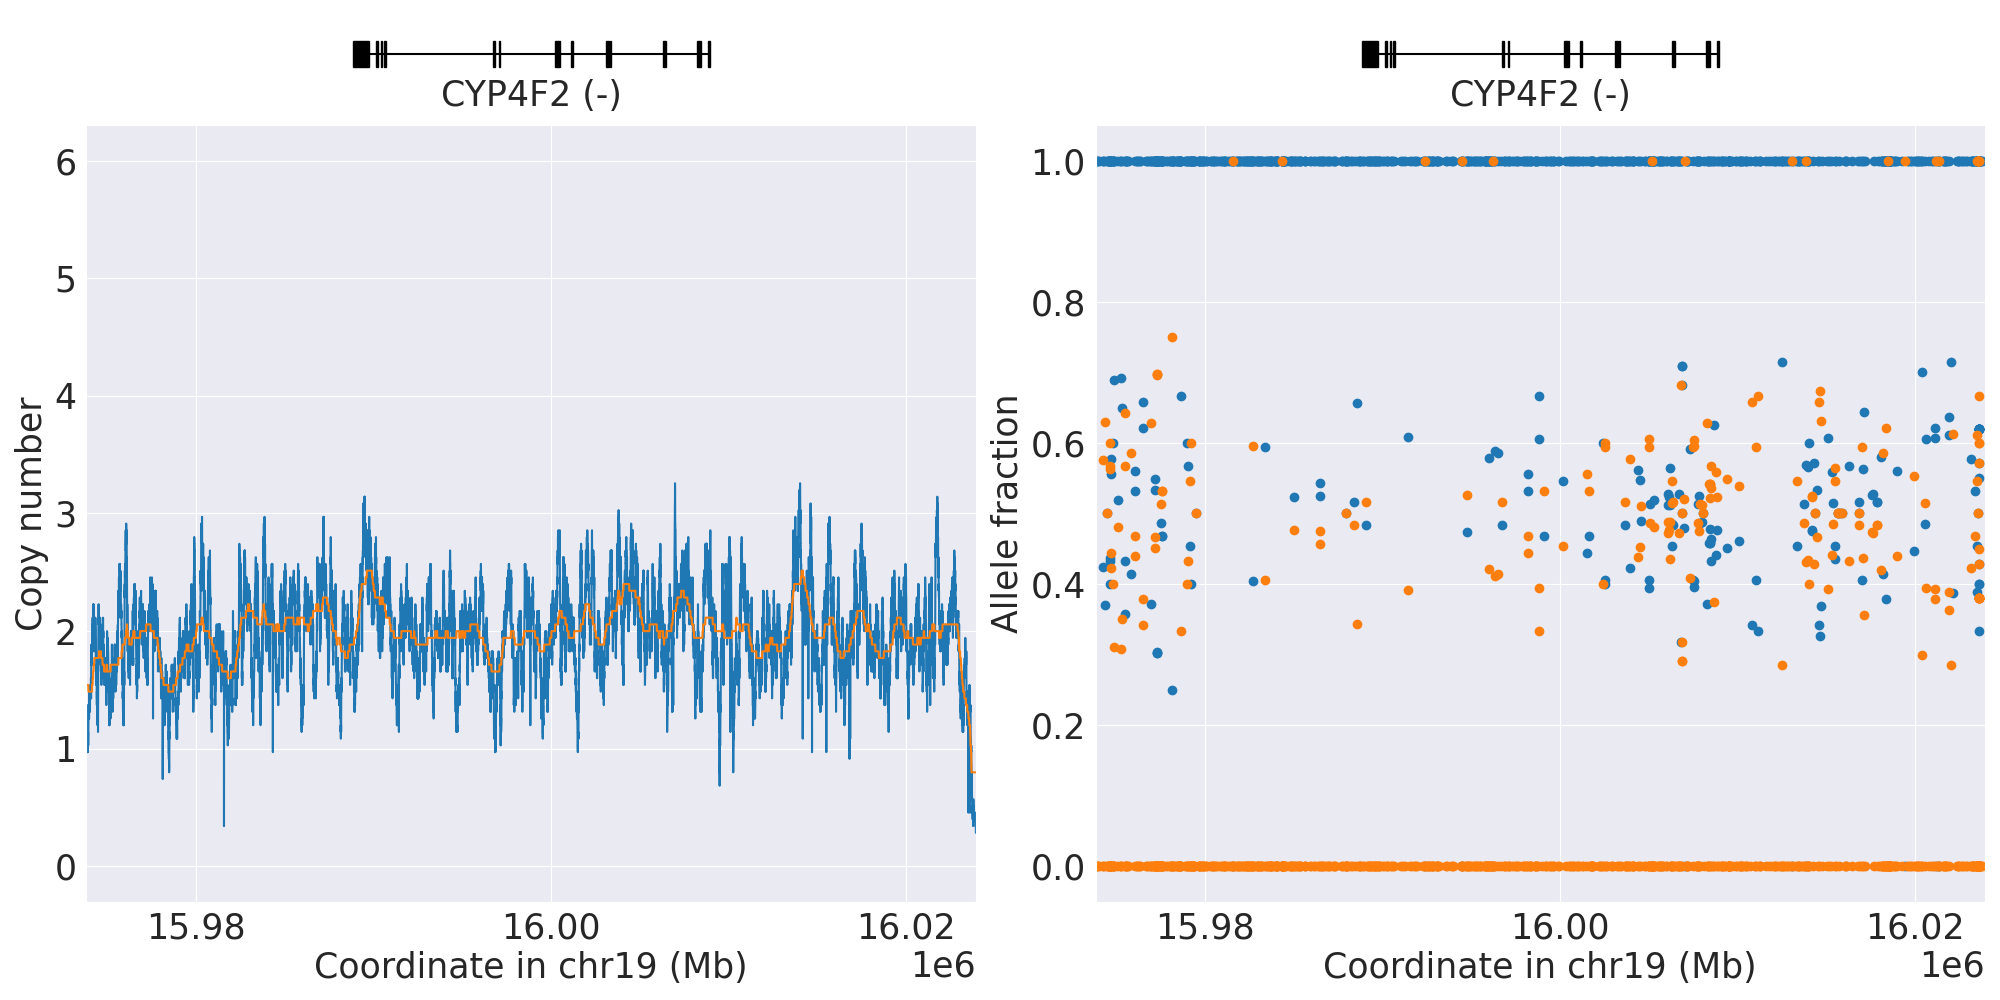 CYP4F2 (-)
6
5
4
3
2
1
0
Copy number
15.98
16.00
16.02
Coordinate in chr19 (Mb)
1e6
CYP4F2 (-)
1.0
0.8
0.6
0.4
0.2
0.0
Allele fraction
15.98
16.00
16.02
Coordinate in chr19 (Mb)
1e6